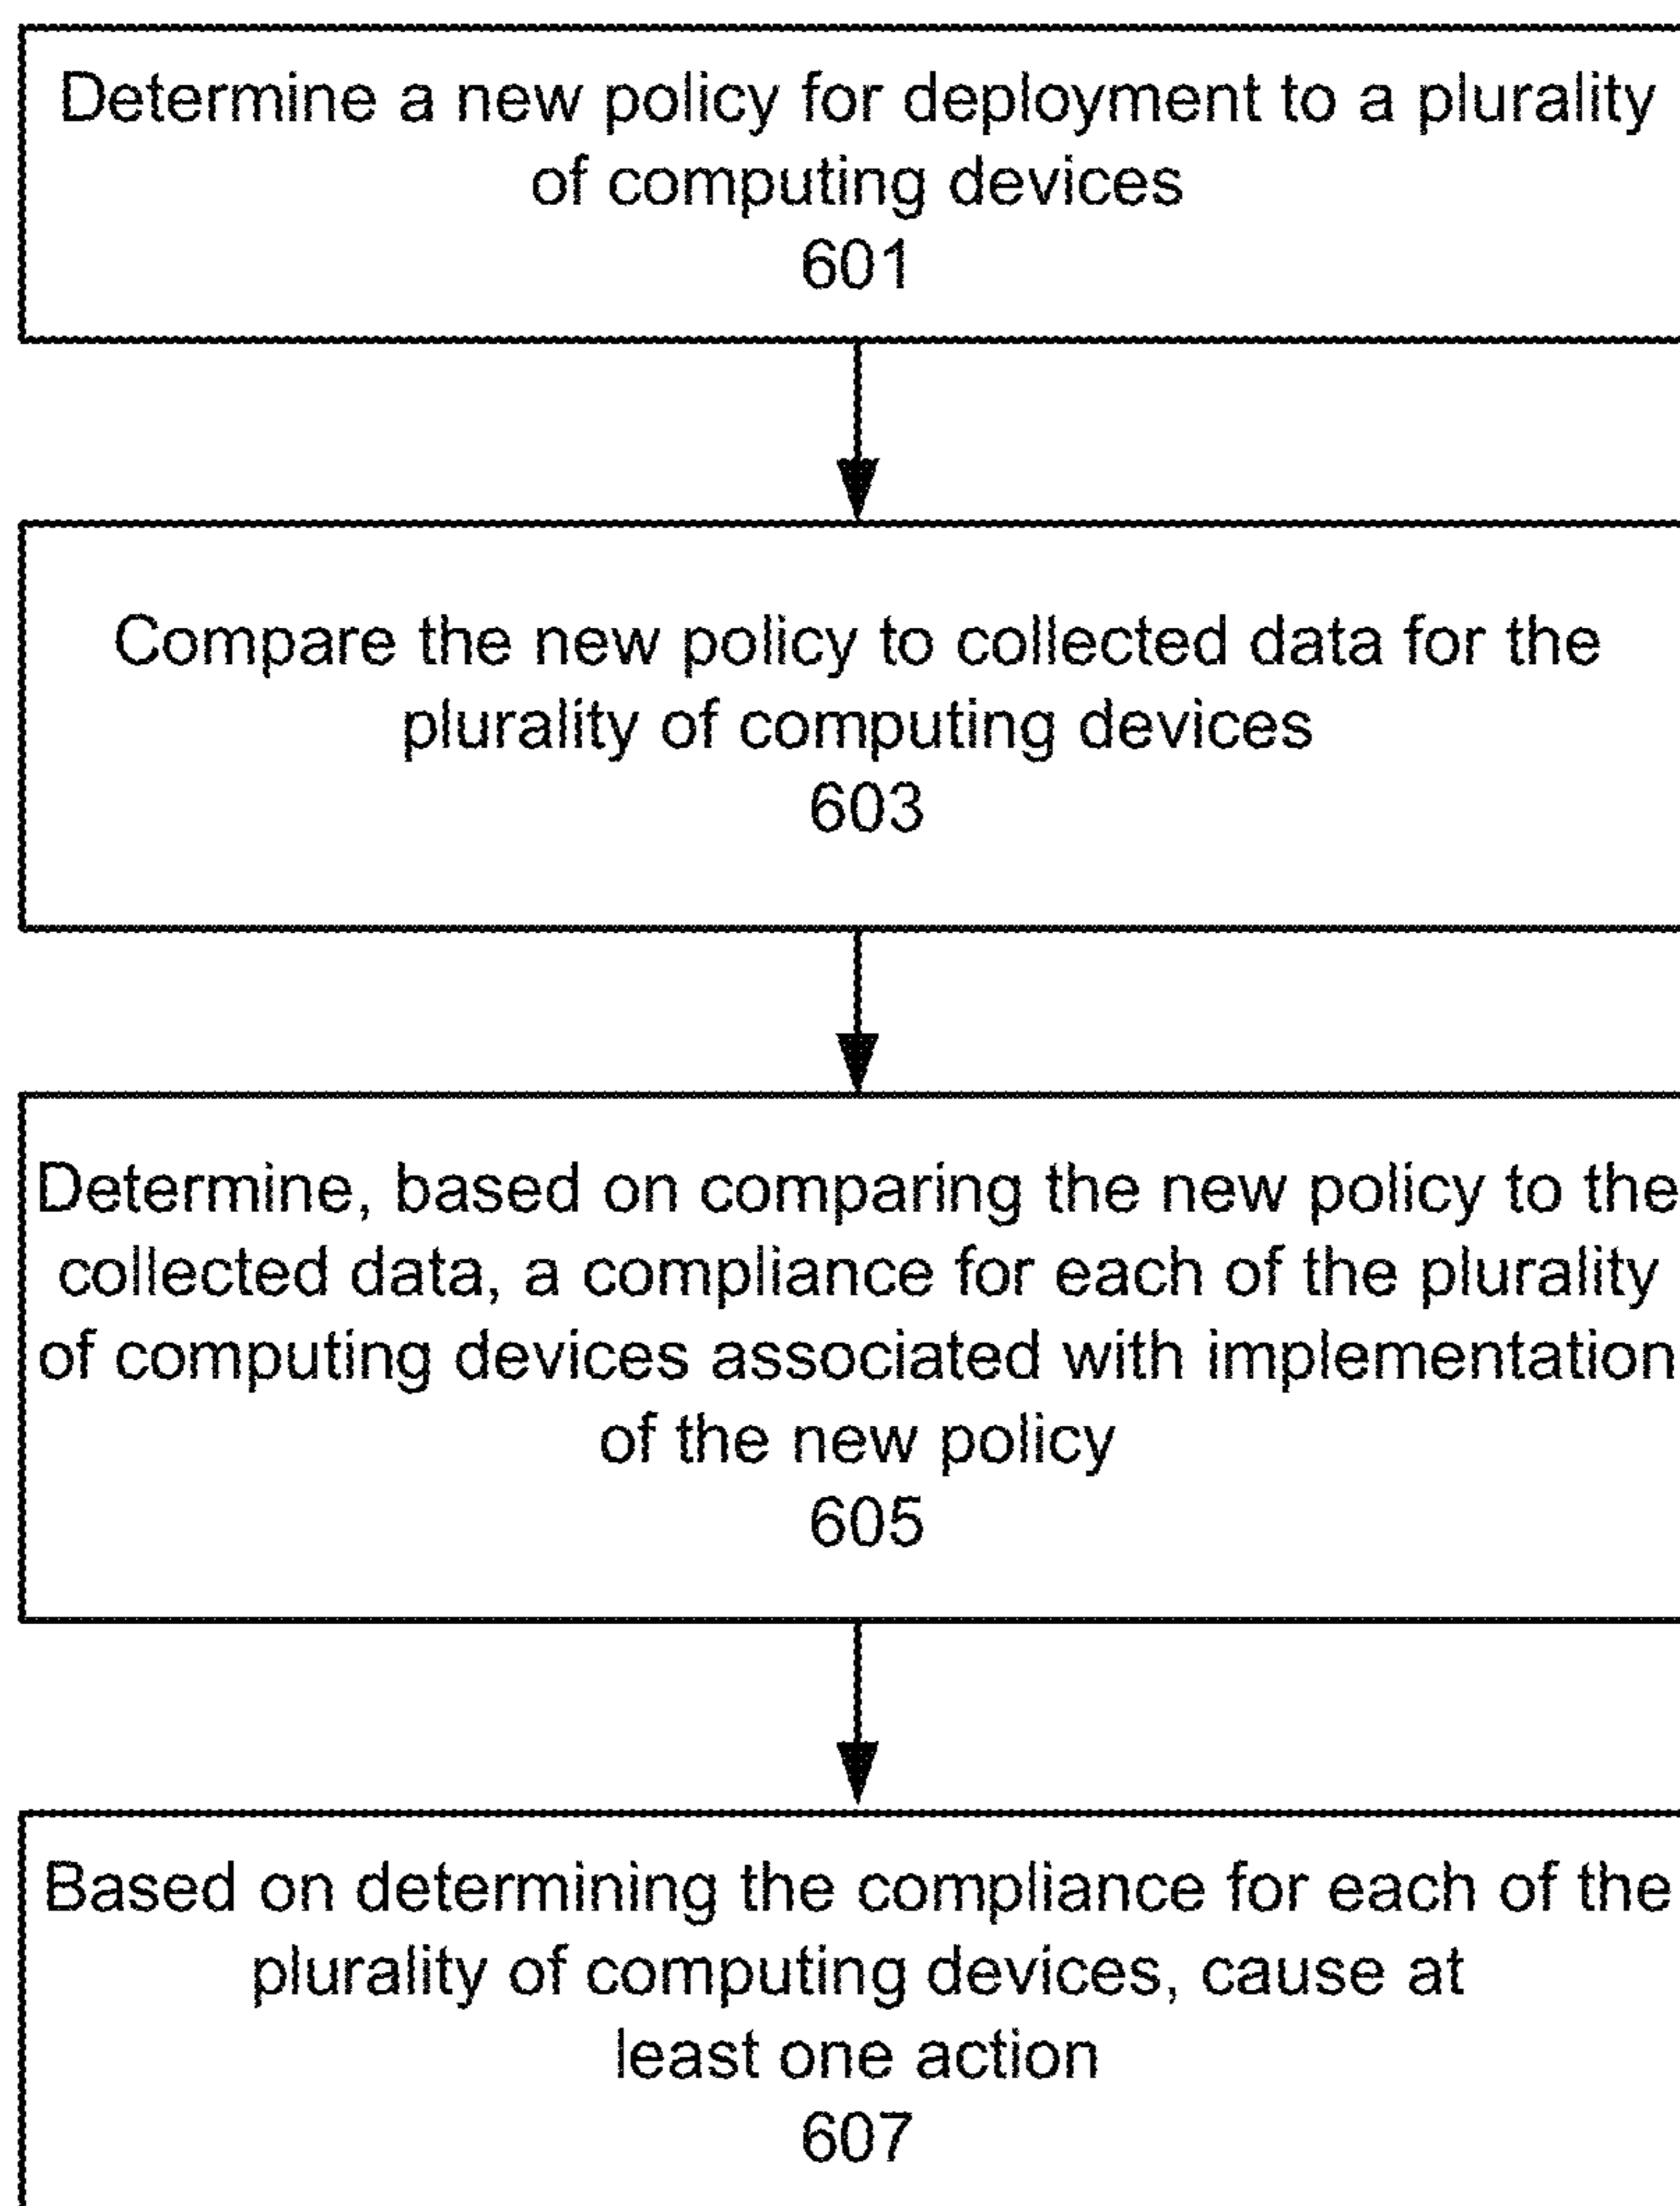 Determine a new policy for deployment to a plurality
of computing devices
601
Compare the new policy to collected data for the
plurality of computing devices
603
Determine, based on comparing the new policy to the
collected data, a compliance for each of the plurality
of computing devices associated with implementation
of the new policy
605
Based on determining the compliance for each of the
plurality of computing devices, cause at
least one action
607